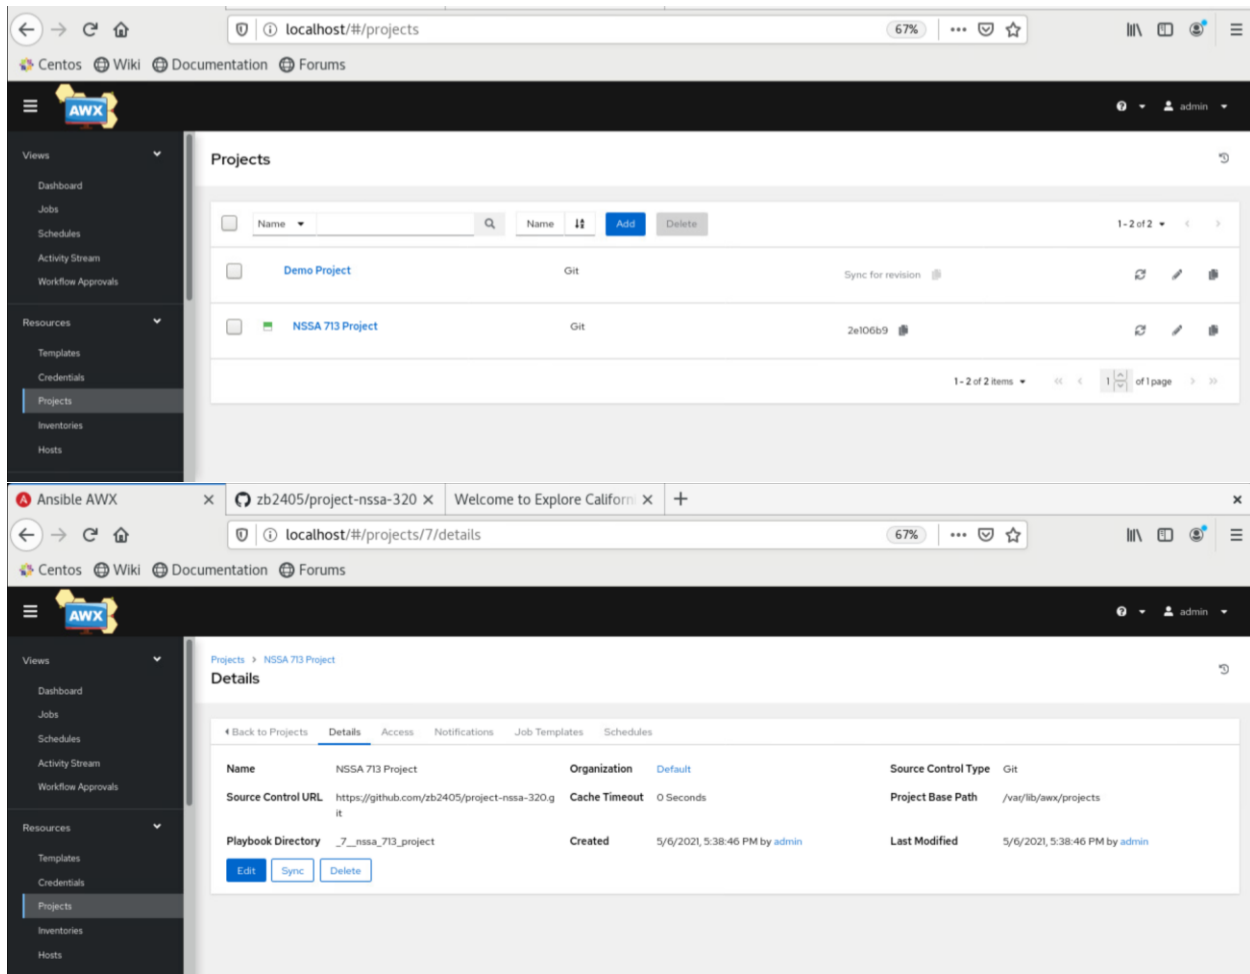 localhost/#/projects 67%
Centos Wiki Documentation Forums
AWX admin
Views Projects
Dashboard
Jobs
Name Name Add Delete 1 - 2 of 2
Schedules
Activity Stream
Demo Project Git Sync for revision
Workflow Approvals
Resources NSSA 713 Project Git 2e106b9
Templates
Credentials 1 - 2 of 2 items 1 of 1 page
Projects
Inventories
Hosts
Ansible AWX zb2405/project-nssa-320 Welcome to Explore Californi
localhost/#/projects/7/details 67%
Centos Wiki Documentation Forums
AWX admin
Views Projects > NSSA 713 Project
Details
Dashboard
Jobs
Back to Projects Details Access Notifications Job Templates Schedules
Schedules
Activity Stream Name NSSA 713 Project Organization Default Source Control Type Git
Workflow Approvals Source Control URL https://github.com/zb2405/project-nssa-320.g Cache Timeout 0 Seconds Project Base Path /var/lib/awx/projects
it
Resources
Playbook Directory _7__nssa_713_project Created 5/6/2021, 5:38:46 PM by admin Last Modified 5/6/2021, 5:38:46 PM by admin
Templates
Edit Sync Delete
Credentials
Projects
Inventories
Hosts